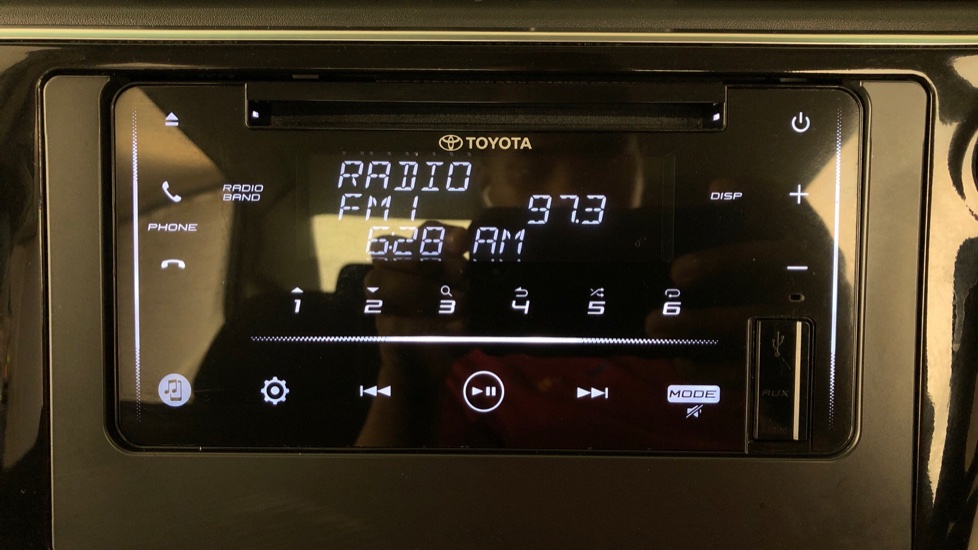 TOYOTA
RADIO
RADIO BAND
FM1 97.3
DISP
PHONE
6:28 AM
1 2 3 4 5 6
MODE
AUX